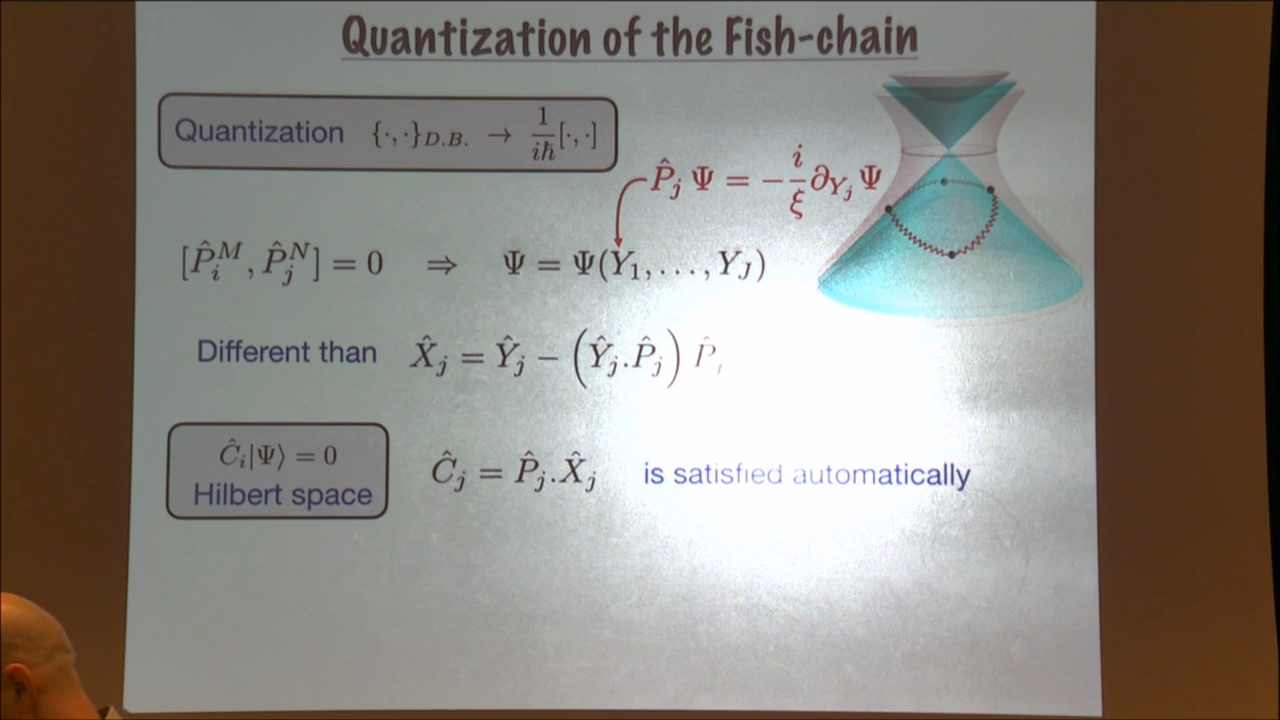 Quantization of the Fish-chain
Quantization {·,·}_{D.B.} → \frac{1}{iħ}[·,·]
\hat{P}_j Ψ = -\frac{i}{ξ}∂_{Y_j}Ψ
[\hat{P}_i^M, \hat{P}_j^N] = 0 ⇒ Ψ = Ψ(Y_1,...,Y_J)
Different than \hat{X}_j = \hat{Y}_j - (\hat{Y}_j.\hat{P}_j) \hat{P}
\hat{C}_i|Ψ⟩ = 0
Hilbert space
\hat{C}_j = \hat{P}_j.\hat{X}_j is satisfied automatically